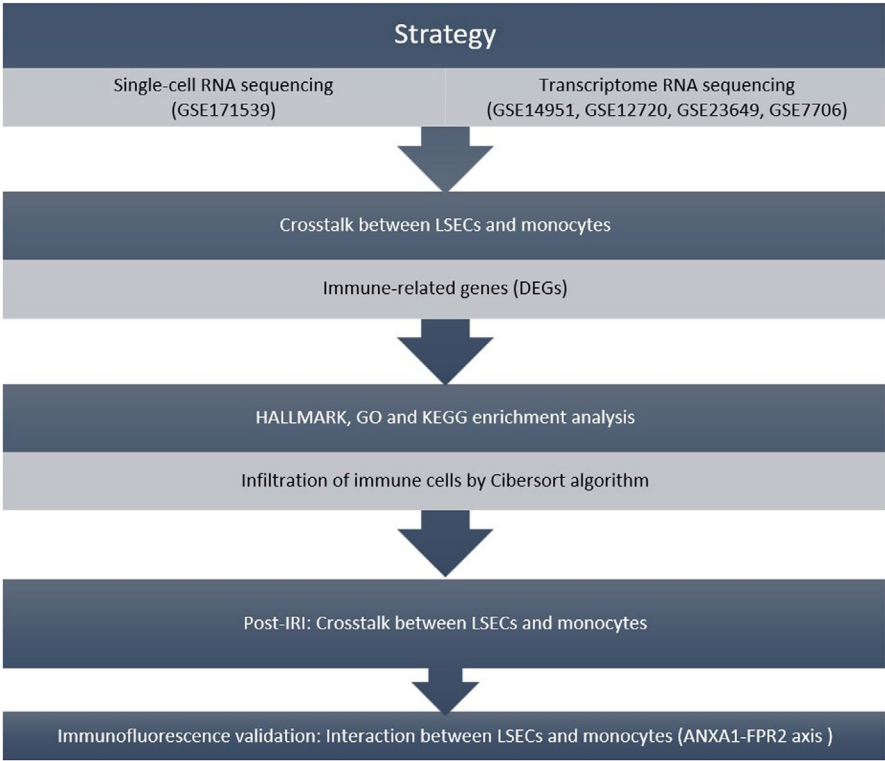 Strategy
Single-cell RNA sequencing
(GSE171539)
Transcriptome RNA sequencing
(GSE14951, GSE12720, GSE23649, GSE7706)
Crosstalk between LSECs and monocytes
Immune-related genes (DEGs)
HALLMARK, GO and KEGG enrichment analysis
Infiltration of immune cells by Cibersort algorithm
Post-IRI: Crosstalk between LSECs and monocytes
Immunofluorescence validation: Interaction between LSECs and monocytes (ANXA1-FPR2 axis )